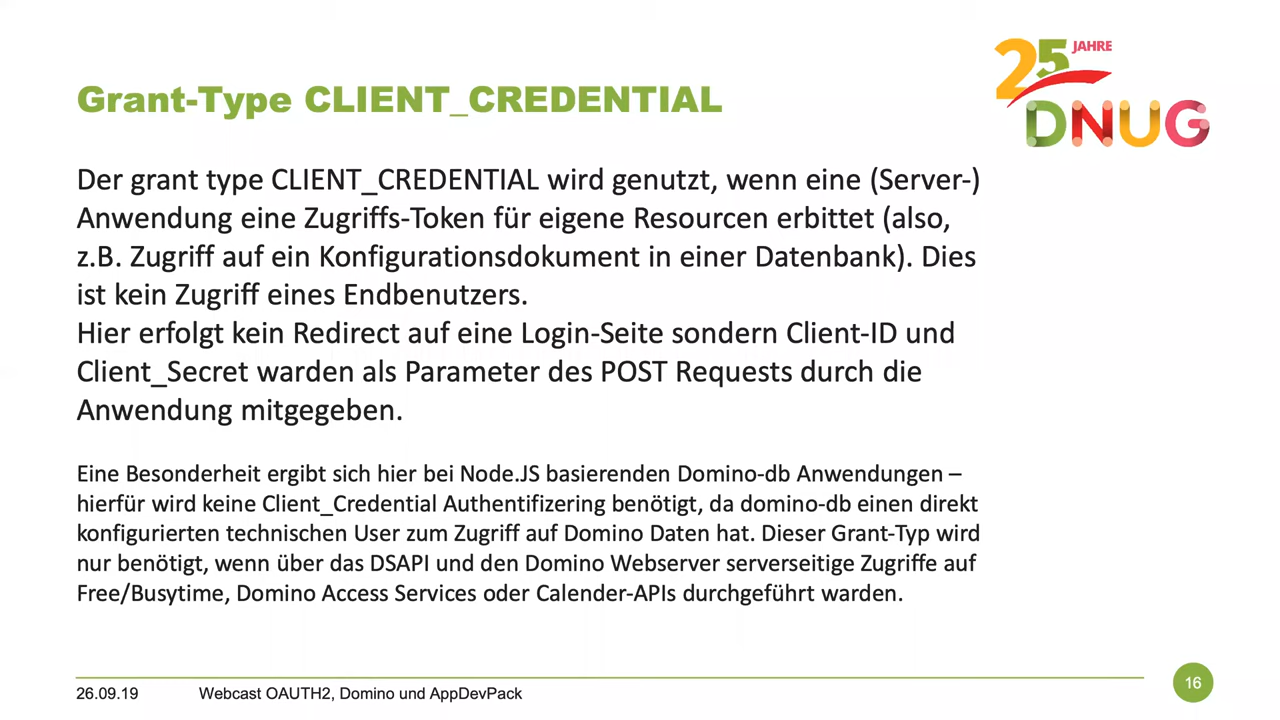 25 JAHRE
DNUG
Grant-Type CLIENT_CREDENTIAL
Der grant type CLIENT_CREDENTIAL wird genutzt, wenn eine (Server-)
Anwendung eine Zugriffs-Token für eigene Resourcen erbittet (also,
z.B. Zugriff auf ein Konfigurationsdokument in einer Datenbank). Dies
ist kein Zugriff eines Endbenutzers.
Hier erfolgt kein Redirect auf eine Login-Seite sondern Client-ID und
Client_Secret warden als Parameter des POST Requests durch die
Anwendung mitgegeben.
Eine Besonderheit ergibt sich hier bei Node.JS basierenden Domino-db Anwendungen –
hierfür wird keine Client_Credential Authentifizering benötigt, da domino-db einen direkt
konfigurierten technischen User zum Zugriff auf Domino Daten hat. Dieser Grant-Typ wird
nur benötigt, wenn über das DSAPI und den Domino Webserver serverseitige Zugriffe auf
Free/Busytime, Domino Access Services oder Calender-APIs durchgeführt warden.
26.09.19 Webcast OAUTH2, Domino und AppDevPack 16